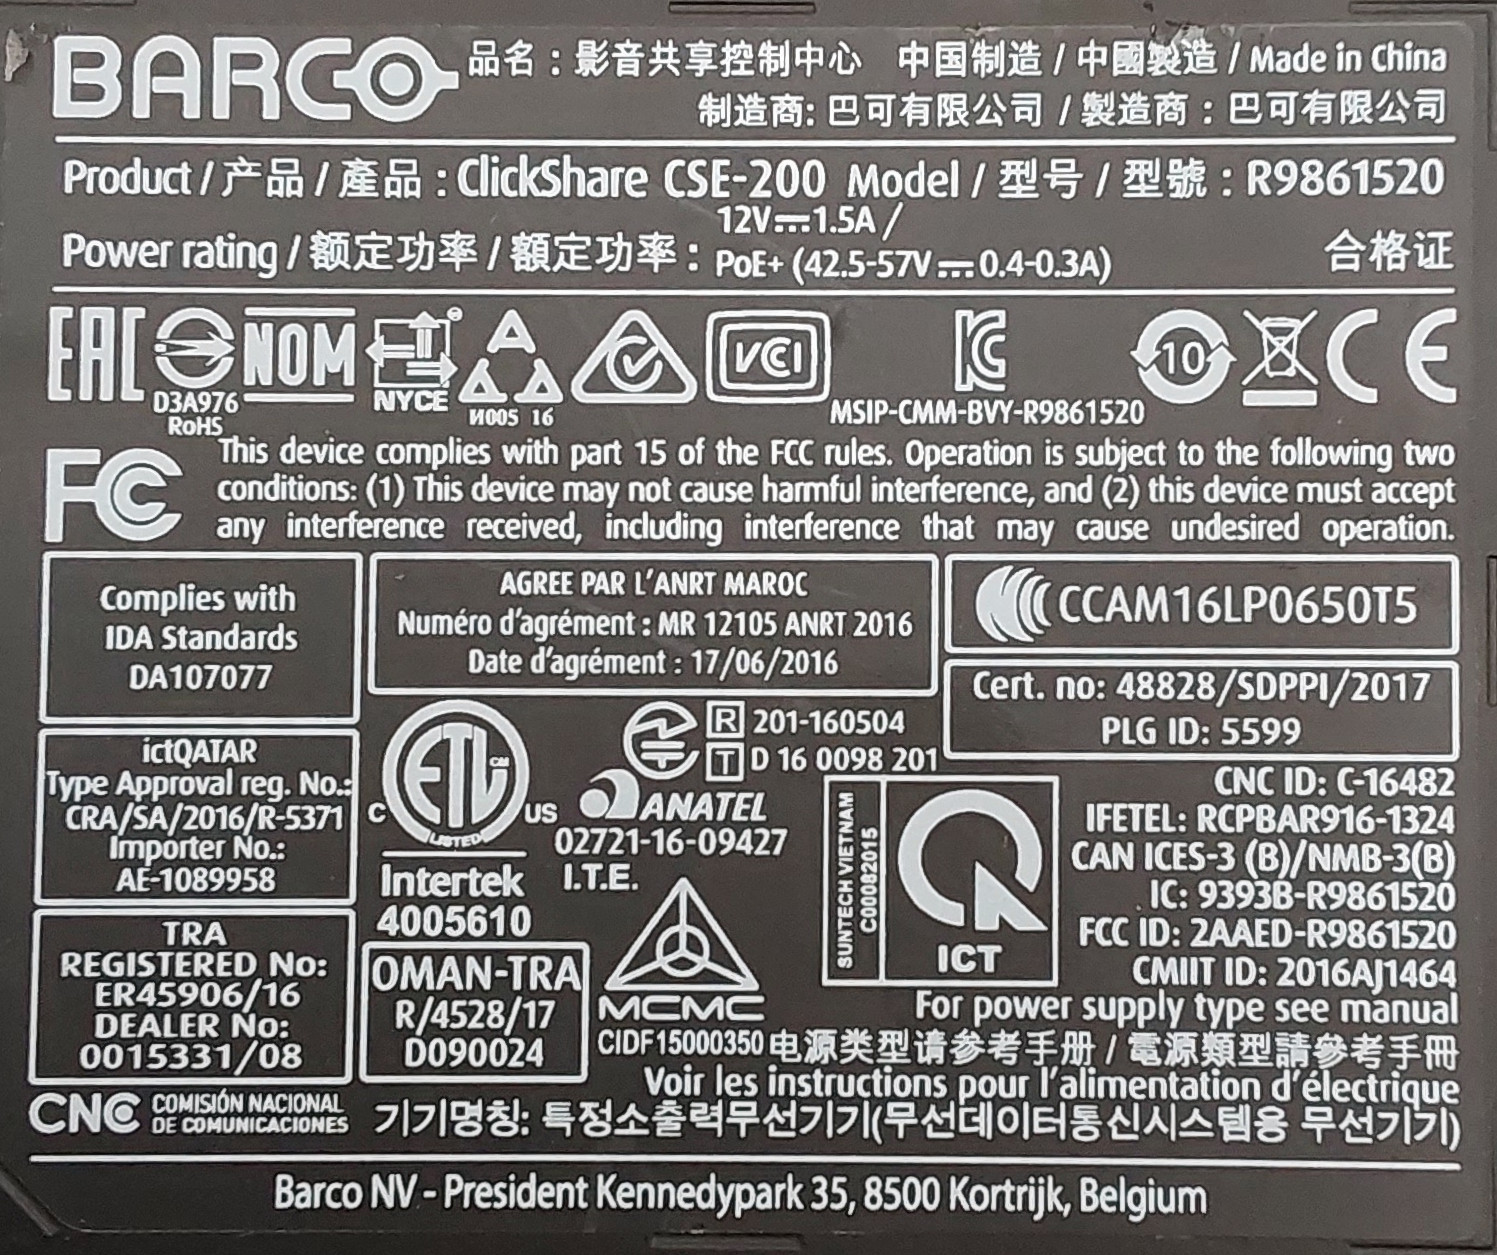 BARCO
品名：影音共享控制中心 中国制造 / 中國製造 / Made in China
制造商: 巴可有限公司 / 製造商：巴可有限公司
Product / 产品 / 產品 : ClickShare CSE-200 Model / 型号 / 型號 : R9861520
Power rating / 额定功率 / 額定功率 : 12V⎓1.5A /
PoE+ (42.5-57V⎓0.4-0.3A)
合格证
EAC
D3A976
RoHS
NOM
NYCE
И005 16
VCI
MSIP-CMM-BVY-R9861520
10
CE
FC
This device complies with part 15 of the FCC rules. Operation is subject to the following two
conditions: (1) This device may not cause harmful interference, and (2) this device must accept
any interference received, including interference that may cause undesired operation.
Complies with
IDA Standards
DA107077
AGREE PAR L'ANRT MAROC
Numéro d'agrément : MR 12105 ANRT 2016
Date d'agrément : 17/06/2016
CCAM16LP0650T5
Cert. no: 48828/SDPPI/2017
PLG ID: 5599
ictQATAR
Type Approval reg. No.:
CRA/SA/2016/R-5371
Importer No.:
AE-1089958
C ETL CM US
LISTED
Intertek
4005610
R 201-160504
T D 16 0098 201
ANATEL
02721-16-09427
I.T.E.
SUNTECH VIETNAM
C00082015
ICT
CNC ID: C-16482
IFETEL: RCPBAR916-1324
CAN ICES-3 (B)/NMB-3(B)
IC: 9393B-R9861520
FCC ID: 2AAED-R9861520
CMIIT ID: 2016AJ1464
TRA
REGISTERED No:
ER45906/16
DEALER No:
0015331/08
OMAN-TRA
R/4528/17
D090024
MCMC
CIDF15000350
For power supply type see manual
电源类型请参考手册 / 電源類型請參考手冊
Voir les instructions pour l'alimentation d'électrique
CNC COMISIÓN NACIONAL
DE COMUNICACIONES
기기명칭: 특정소출력무선기기(무선데이터통신시스템용 무선기기)
Barco NV - President Kennedypark 35, 8500 Kortrijk, Belgium